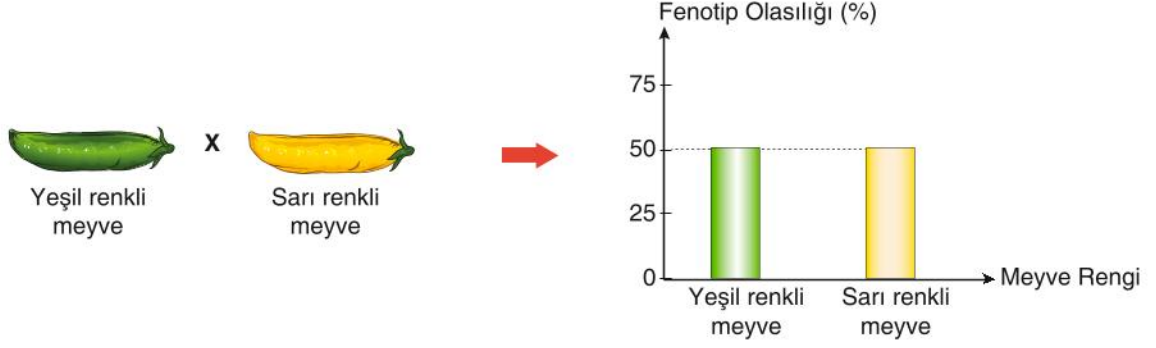 Fenotip Olasılığı (%)
75
50
25
0
X
Yeşil renkli
meyve
Sarı renkli
meyve
Yeşil renkli
meyve
Sarı renkli
meyve
Meyve Rengi